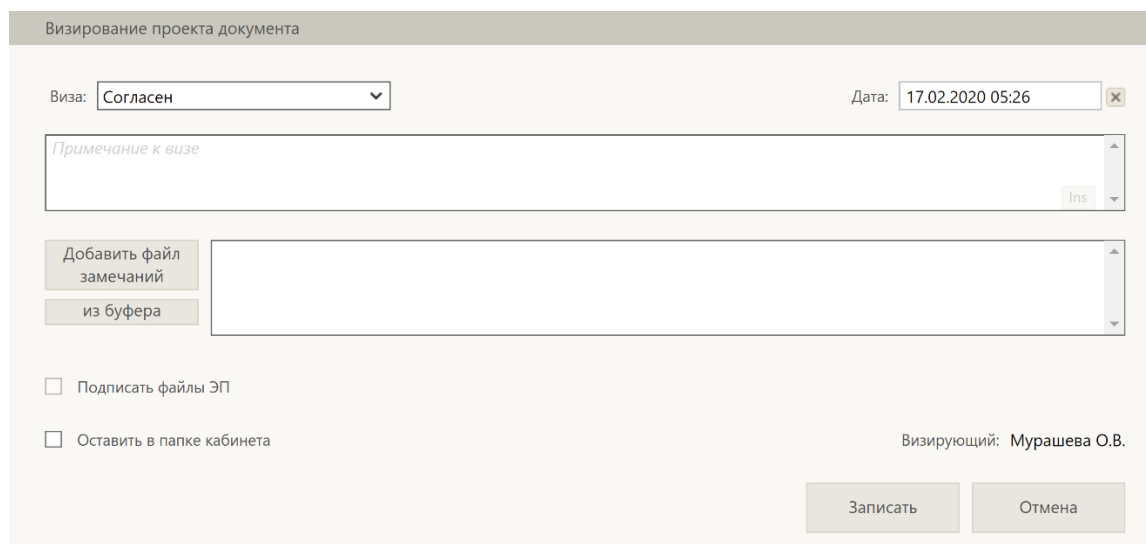 Визирование проекта документа
Виза: Согласен Дата: 17.02.2020 05:26
Примечание к визе
Ins
Добавить файл
замечаний
из буфера
Подписать файлы ЭП
Оставить в папке кабинета Визирующий: Мурашева О.В.
Записать Отмена